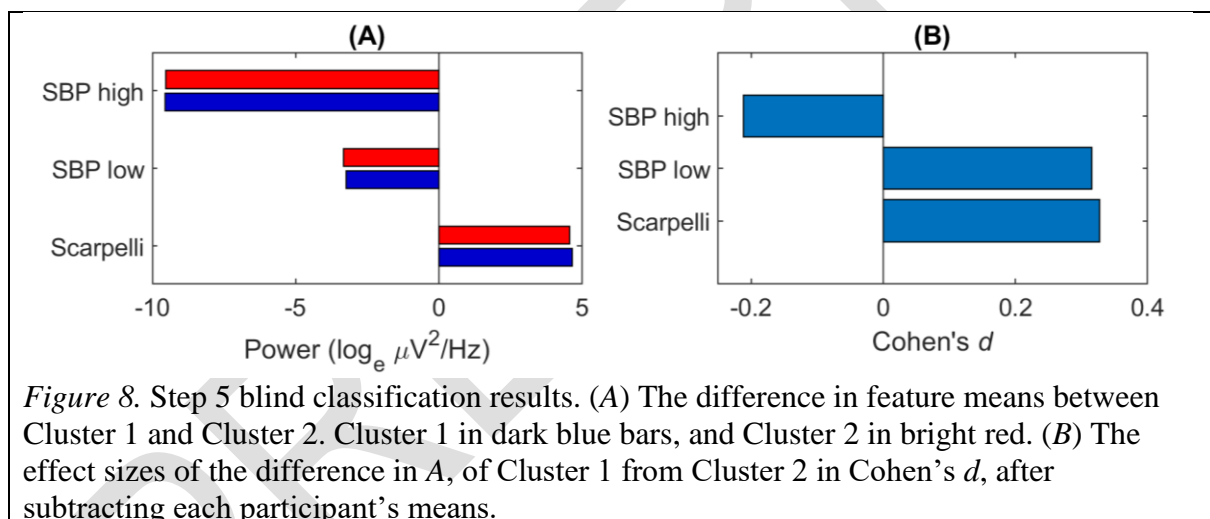 (A)
SBP high
SBP low
Scarpelli
-10 -5 0 5
Power (logₑ µV²/Hz)
(B)
SBP high
SBP low
Scarpelli
-0.2 0 0.2 0.4
Cohen's d
Figure 8. Step 5 blind classification results. (A) The difference in feature means between
Cluster 1 and Cluster 2. Cluster 1 in dark blue bars, and Cluster 2 in bright red. (B) The
effect sizes of the difference in A, of Cluster 1 from Cluster 2 in Cohen’s d, after
subtracting each participant’s means.